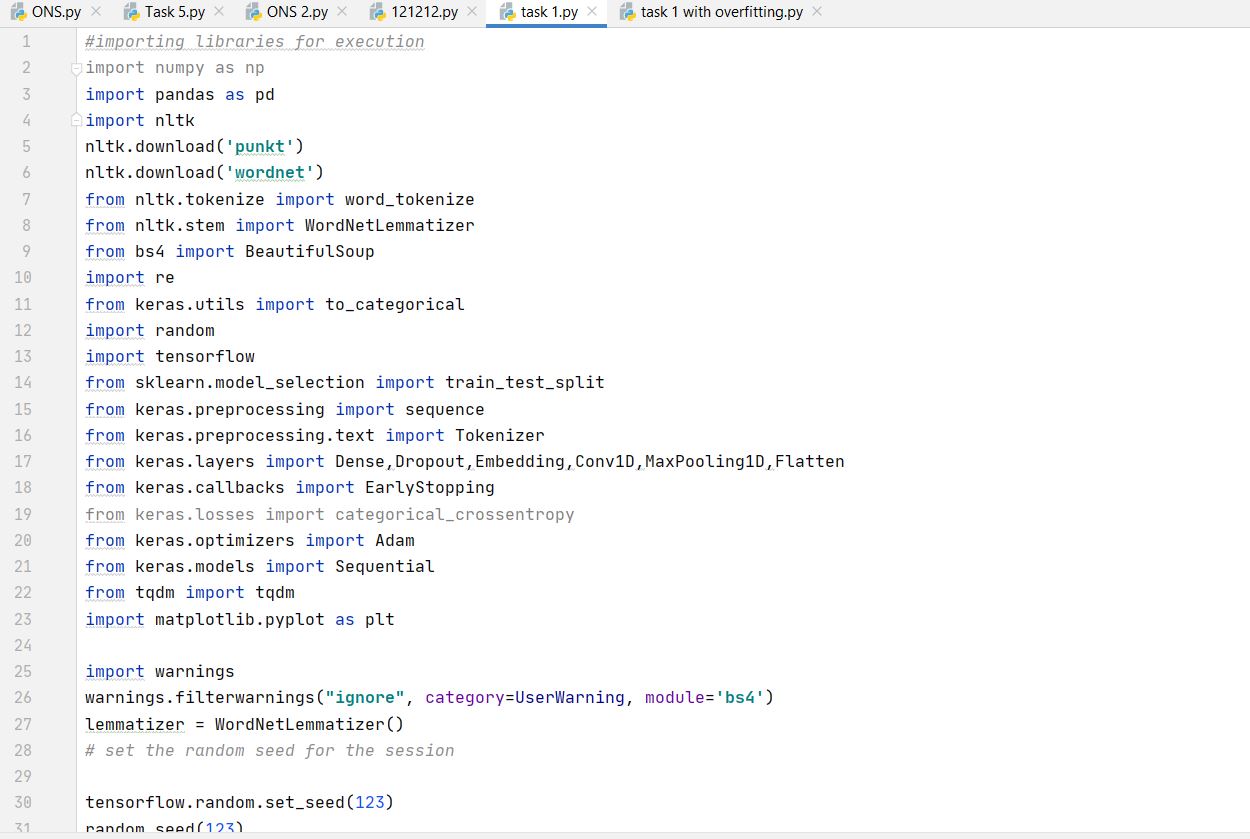 ONS.py Task 5.py ONS 2.py 121212.py task 1.py task 1 with overfitting.py
1 #importing libraries for execution
2 import numpy as np
3 import pandas as pd
4 import nltk
5 nltk.download('punkt')
6 nltk.download('wordnet')
7 from nltk.tokenize import word_tokenize
8 from nltk.stem import WordNetLemmatizer
9 from bs4 import BeautifulSoup
10 import re
11 from keras.utils import to_categorical
12 import random
13 import tensorflow
14 from sklearn.model_selection import train_test_split
15 from keras.preprocessing import sequence
16 from keras.preprocessing.text import Tokenizer
17 from keras.layers import Dense,Dropout,Embedding,Conv1D,MaxPooling1D,Flatten
18 from keras.callbacks import EarlyStopping
19 from keras.losses import categorical_crossentropy
20 from keras.optimizers import Adam
21 from keras.models import Sequential
22 from tqdm import tqdm
23 import matplotlib.pyplot as plt
24
25 import warnings
26 warnings.filterwarnings("ignore", category=UserWarning, module='bs4')
27 lemmatizer = WordNetLemmatizer()
28 # set the random seed for the session
29
30 tensorflow.random.set_seed(123)
31 random.seed(123)